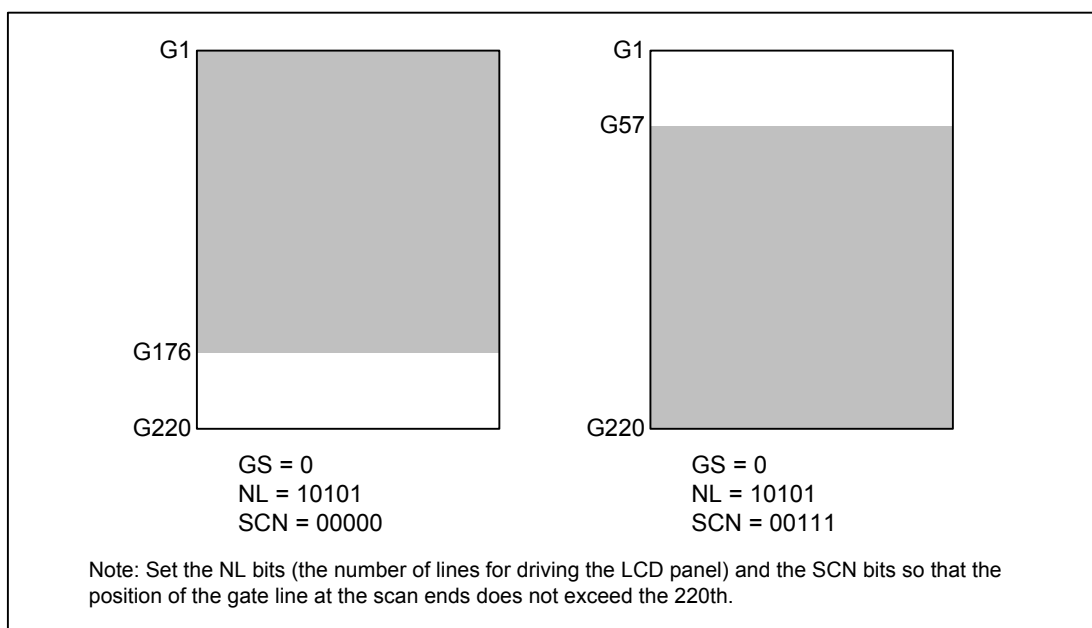 G1
G176
G220
GS = 0
NL = 10101
SCN = 00000
G1
G57
G220
GS = 0
NL = 10101
SCN = 00111
Note: Set the NL bits (the number of lines for driving the LCD panel) and the SCN bits so that the
position of the gate line at the scan ends does not exceed the 220th.